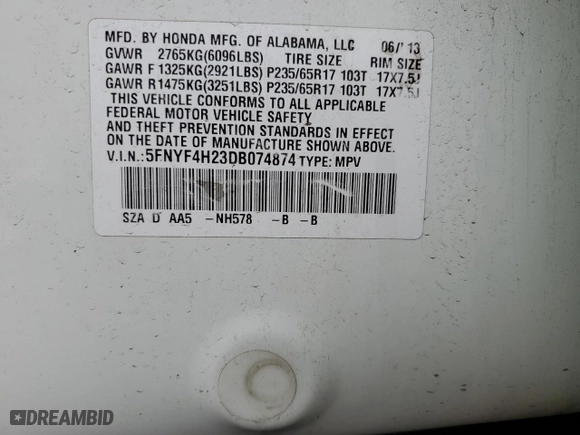 MFD. BY HONDA MFG. OF ALABAMA, LLC 06/'13
GVWR 2765KG(6096LBS) TIRE SIZE RIM SIZE
GAWR F 1325KG(2921LBS) P235/65R17 103T 17X7.5J
GAWR R1475KG(3251LBS) P235/65R17 103T 17X7.5J
THIS VEHICLE CONFORMS TO ALL APPLICABLE
FEDERAL MOTOR VEHICLE SAFETY
AND THEFT PREVENTION STANDARDS IN EFFECT
ON THE DATE OF MANUFACTURE SHOWN ABOVE.
V.I.N.:5FNYF4H23DB074874 TYPE: MPV
SZA D AA5 -NH578 -B -B
DREAMBID